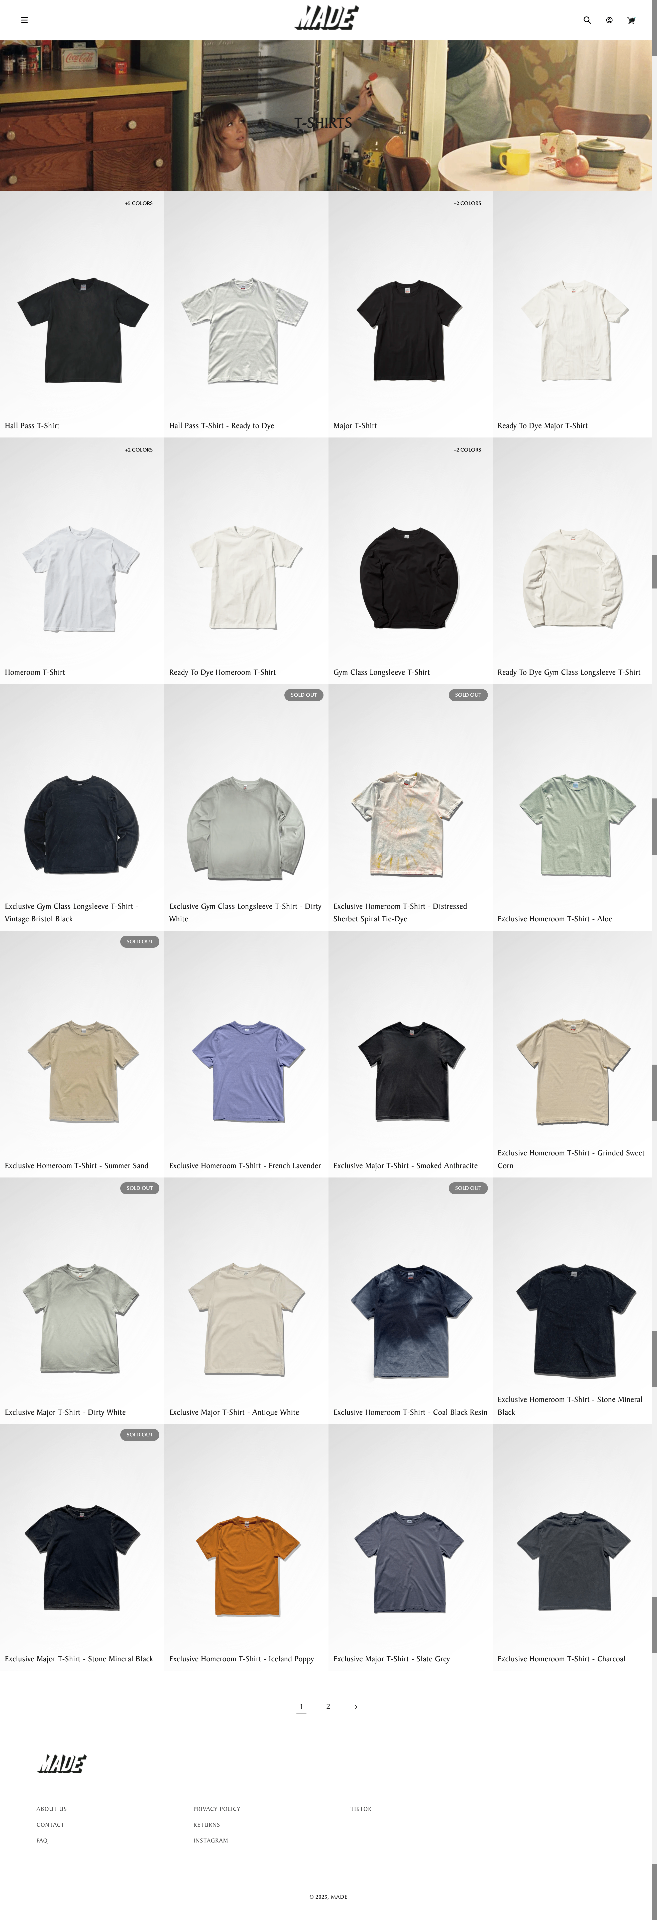 MADE
Coca-Cola
T-SHIRTS
+2 COLORS
Hall Pass T-Shirt
Hall Pass T-Shirt - Ready to Dye
Major T-Shirt
Ready To Dye Major T-Shirt
+2 COLORS
Homeroom T-Shirt
Ready To Dye Homeroom T-Shirt
Gym Class Longsleeve T-Shirt
Ready To Dye Gym Class Longsleeve T-Shirt
SOLD OUT
SOLD OUT
Exclusive Gym Class Longsleeve T-Shirt -
Vintage Bristol Black
Exclusive Gym Class Longsleeve T-Shirt - Dirty
White
Exclusive Homeroom T-Shirt - Distressed
Sherbet Spiral Tie-Dye
Exclusive Homeroom T-Shirt - Aloe
SOLD OUT
Exclusive Homeroom T-Shirt - Summer Sand
Exclusive Homeroom T-Shirt - French Lavender
Exclusive Major T-Shirt - Smoked Anthracite
Exclusive Homeroom T-Shirt - Grinded Sweet
Corn
SOLD OUT
SOLD OUT
Exclusive Major T-Shirt - Dirty White
Exclusive Major T-Shirt - Antique White
Exclusive Homeroom T-Shirt - Coal Black Resin
Exclusive Homeroom T-Shirt - Stone Mineral
Black
SOLD OUT
Exclusive Major T-Shirt - Stone Mineral Black
Exclusive Homeroom T-Shirt - Iceland Poppy
Exclusive Major T-Shirt - Slate Grey
Exclusive Homeroom T-Shirt - Charcoal
1 2
MADE
ABOUT US
CONTACT
FAQ
PRIVACY POLICY
RETURNS
INSTAGRAM
TIKTOK
© 2025, MADE